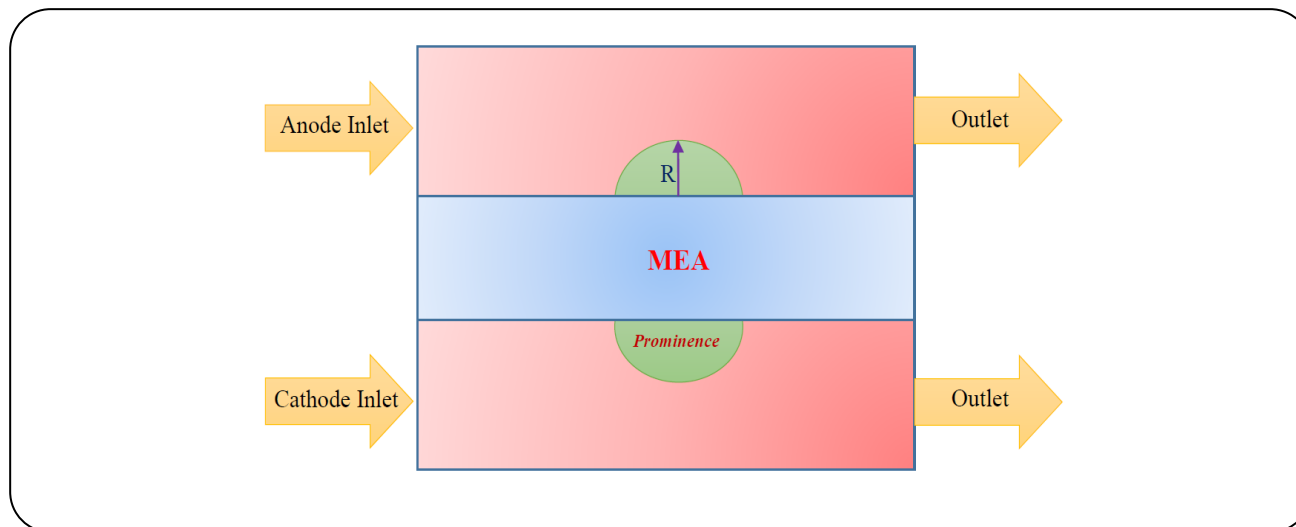 Anode Inlet
Outlet
R
MEA
Prominence
Cathode Inlet
Outlet